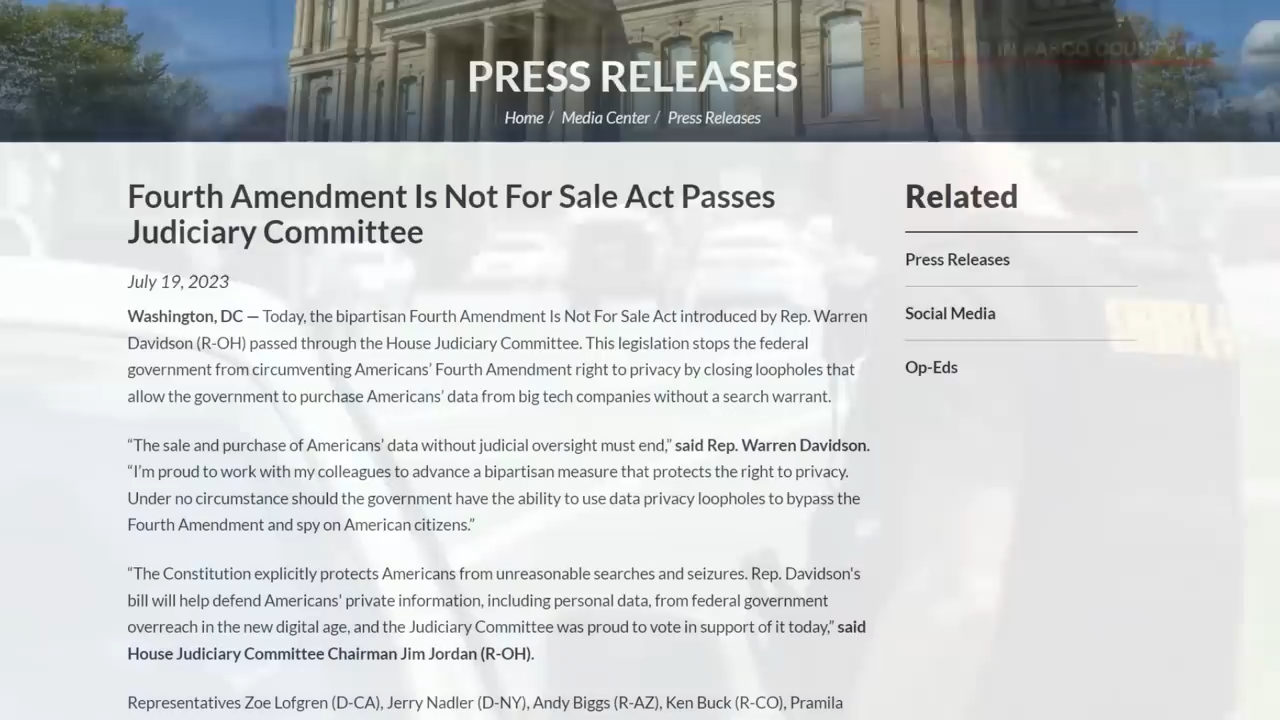 PRESS RELEASES
Home / Media Center / Press Releases
Fourth Amendment Is Not For Sale Act Passes
Judiciary Committee
July 19, 2023
Washington, DC — Today, the bipartisan Fourth Amendment Is Not For Sale Act introduced by Rep. Warren
Davidson (R-OH) passed through the House Judiciary Committee. This legislation stops the federal
government from circumventing Americans’ Fourth Amendment right to privacy by closing loopholes that
allow the government to purchase Americans’ data from big tech companies without a search warrant.
“The sale and purchase of Americans’ data without judicial oversight must end,” said Rep. Warren Davidson.
“I’m proud to work with my colleagues to advance a bipartisan measure that protects the right to privacy.
Under no circumstance should the government have the ability to use data privacy loopholes to bypass the
Fourth Amendment and spy on American citizens.”
“The Constitution explicitly protects Americans from unreasonable searches and seizures. Rep. Davidson's
bill will help defend Americans' private information, including personal data, from federal government
overreach in the new digital age, and the Judiciary Committee was proud to vote in support of it today,” said
House Judiciary Committee Chairman Jim Jordan (R-OH).
Representatives Zoe Lofgren (D-CA), Jerry Nadler (D-NY), Andy Biggs (R-AZ), Ken Buck (R-CO), Pramila
Related
Press Releases
Social Media
Op-Eds
IN PASCO COUNTY